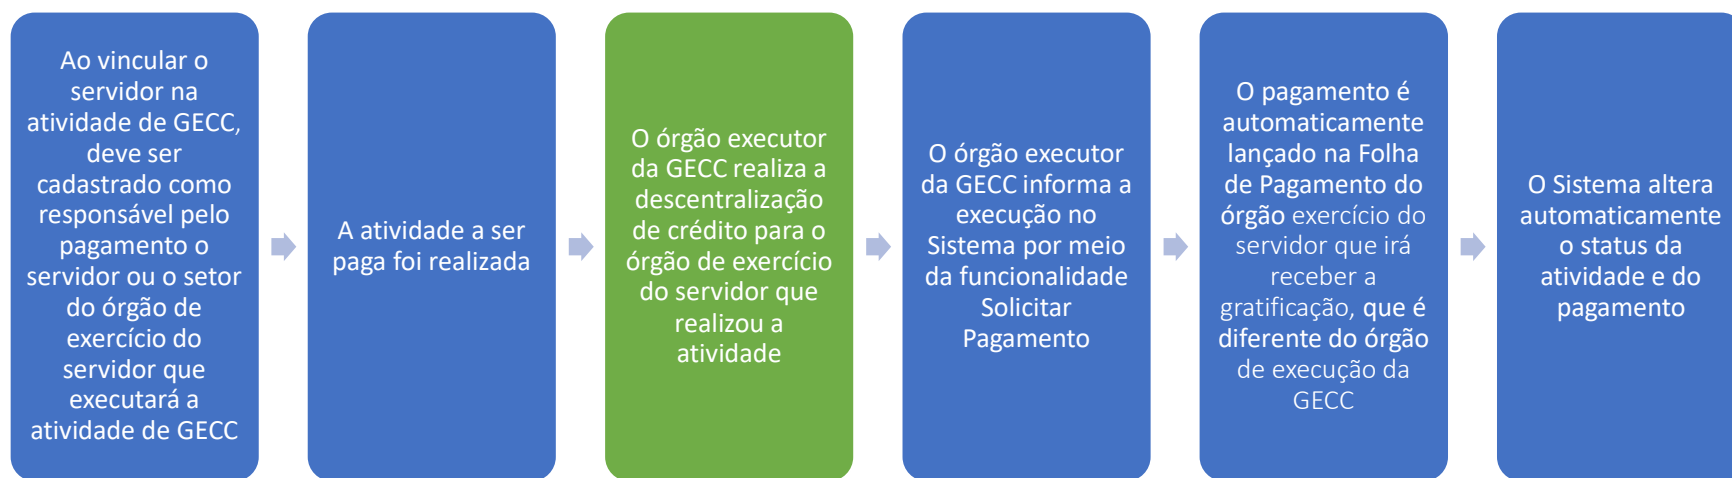 Ao vincular o
servidor na
atividade de GECC,
deve ser
cadastrado como
responsável pelo
pagamento o
servidor ou o setor
do órgão de
exercício do
servidor que
executará a
atividade de GECC
A atividade a ser
paga foi realizada
O órgão executor
da GECC realiza a
descentralização
de crédito para o
órgão de exercício
do servidor que
realizou a
atividade
O órgão executor
da GECC informa a
execução no
Sistema por meio
da funcionalidade
Solicitar
Pagamento
O pagamento é
automaticamente
lançado na Folha
de Pagamento do
órgão exercício do
servidor que irá
receber a
gratificação, que é
diferente do órgão
de execução da
GECC
O Sistema altera
automaticamente
o status da
atividade e do
pagamento